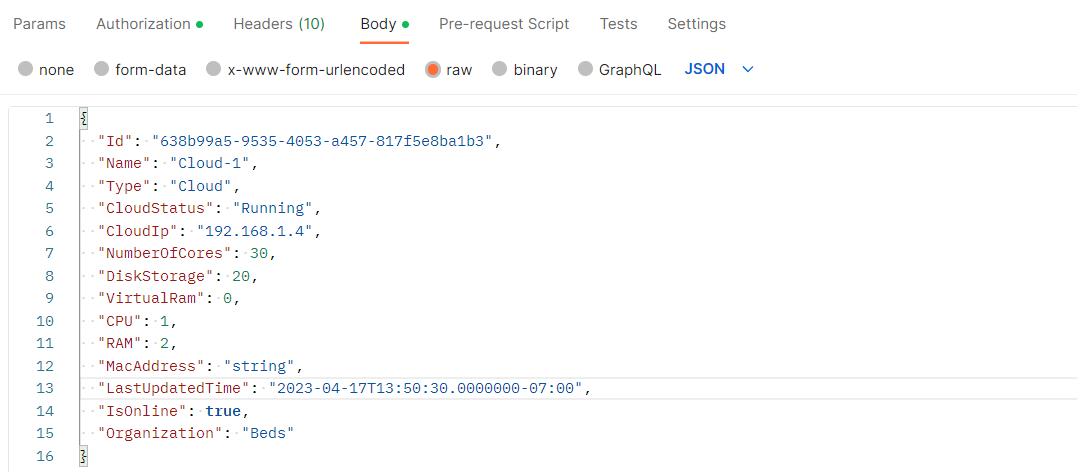 Params Authorization Headers (10) Body Pre-request Script Tests Settings
none form-data x-www-form-urlencoded raw binary GraphQL JSON
1 {
2 "Id": "638b99a5-9535-4053-a457-817f5e8ba1b3",
3 "Name": "Cloud-1",
4 "Type": "Cloud",
5 "CloudStatus": "Running",
6 "CloudIp": "192.168.1.4",
7 "NumberOfCores": 30,
8 "DiskStorage": 20,
9 "VirtualRam": 0,
10 "CPU": 1,
11 "RAM": 2,
12 "MacAddress": "string",
13 "LastUpdatedTime": "2023-04-17T13:50:30.0000000-07:00",
14 "IsOnline": true,
15 "Organization": "Beds"
16 }